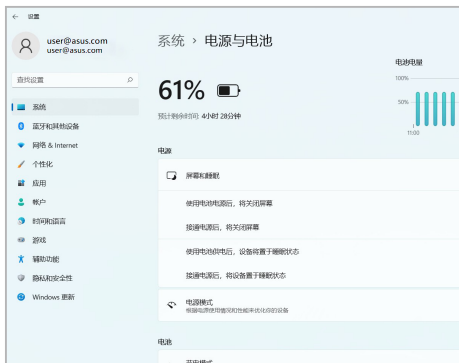 设置
user@asus.com
user@asus.com
查找设置
系统
蓝牙和其他设备
网络 & Internet
个性化
应用
帐户
时间和语言
游戏
辅助功能
隐私和安全性
Windows 更新
系统 › 电源与电池
61%
预计剩余时间: 4小时 28分钟
电池电量
100%
50%
11:00
电源
屏幕和睡眠
使用电池电源后，将关闭屏幕
接通电源后，将关闭屏幕
使用电池供电后，设备将置于睡眠状态
接通电源后，将设备置于睡眠状态
电源模式
根据电源使用情况和性能来优化你的设备
电池
节电模式